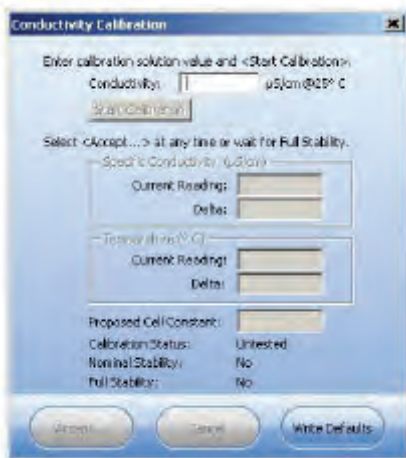 Conductivity Calibration
Enter calibration solution value and <Start Calibration>.
Conductivity: µS/cm @25° C
Start Calibration
Select <Accept...> at any time or wait for Full Stability.
Specific Conductivity (µS/cm)
Current Reading:
Delta:
Temperature (° C)
Current Reading:
Delta:
Proposed Cell Constant:
Calibration Status: Untested
Nominal Stability: No
Full Stability: No
Cancel Write Defaults